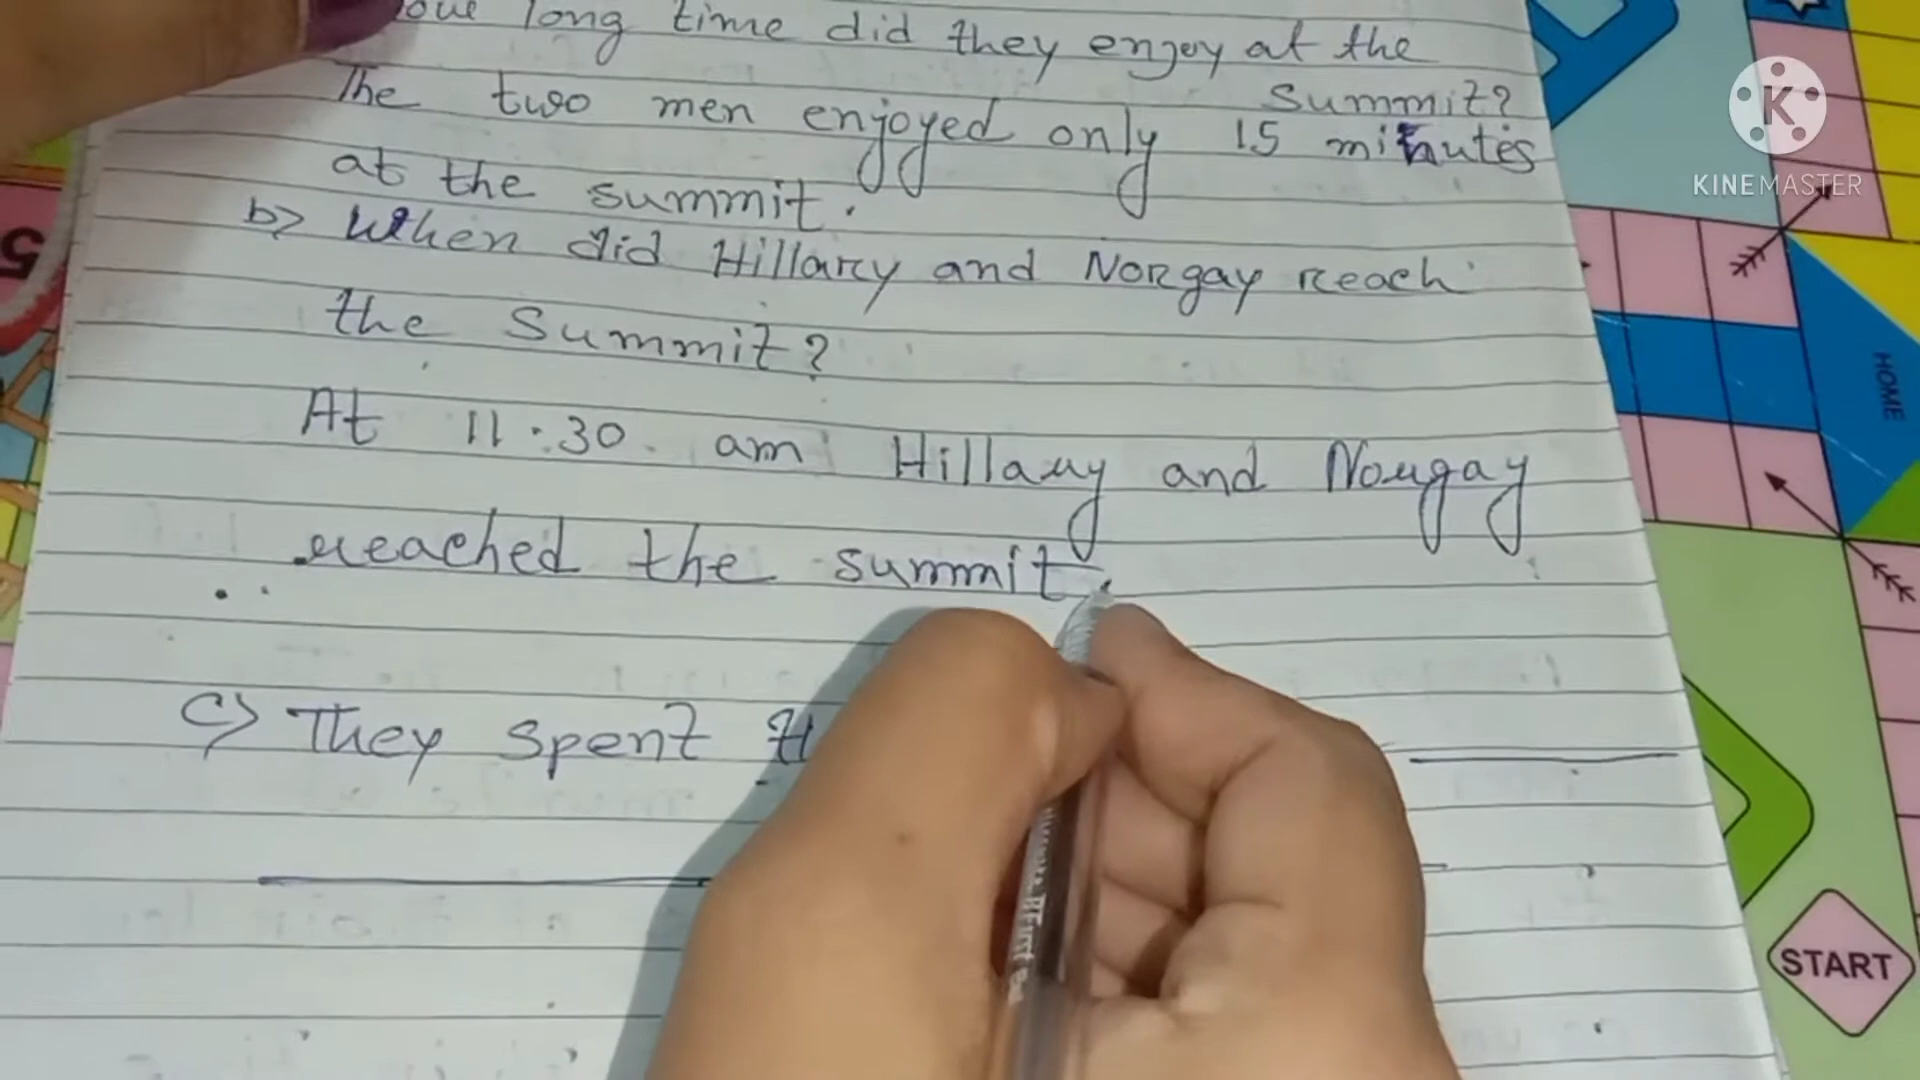 long time did they enjoy at the
summit?
The two men enjoyed only 15 minutes
at the summit.
b) When did Hillary and Norgay reach
the summit?
At 11.30 am Hillary and Norgay
reached the summit.
c) They spent
KINEMASTER
K
HOME
START
5